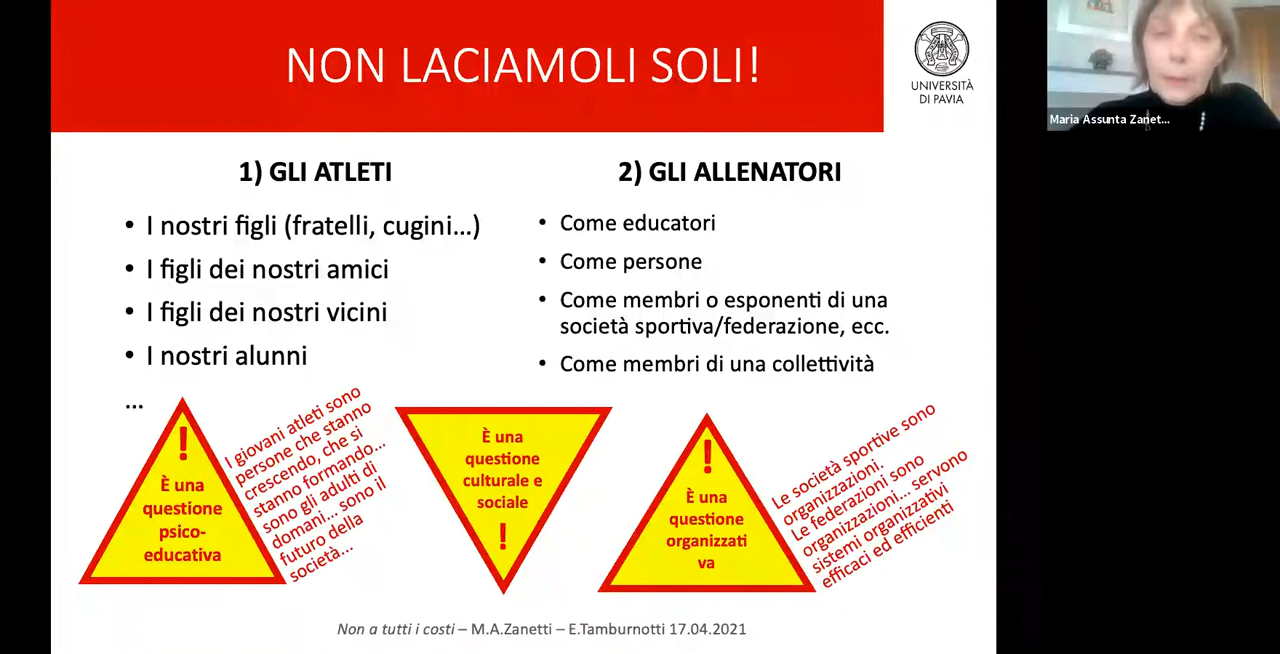 NON LACIAMOLI SOLI!
UNIVERSITÀ
DI PAVIA
Maria Assunta Zanet...
1) GLI ATLETI
• I nostri figli (fratelli, cugini...)
• I figli dei nostri amici
• I figli dei nostri vicini
• I nostri alunni
...
2) GLI ALLENATORI
• Come educatori
• Come persone
• Come membri o esponenti di una
società sportiva/federazione, ecc.
• Come membri di una collettività
!
È una
questione
psico-
educativa
I giovani atleti sono
persone che stanno
crescendo, che si
stanno formando...
sono gli adulti di
domani... sono il
futuro della
società...
È una
questione
culturale e
sociale
!
!
È una
questione
organizzati
va
Le società sportive sono
organizzazioni.
Le federazioni sono
organizzazioni... servono
sistemi organizzativi
efficaci ed efficienti
Non a tutti i costi – M.A.Zanetti – E.Tamburnotti 17.04.2021